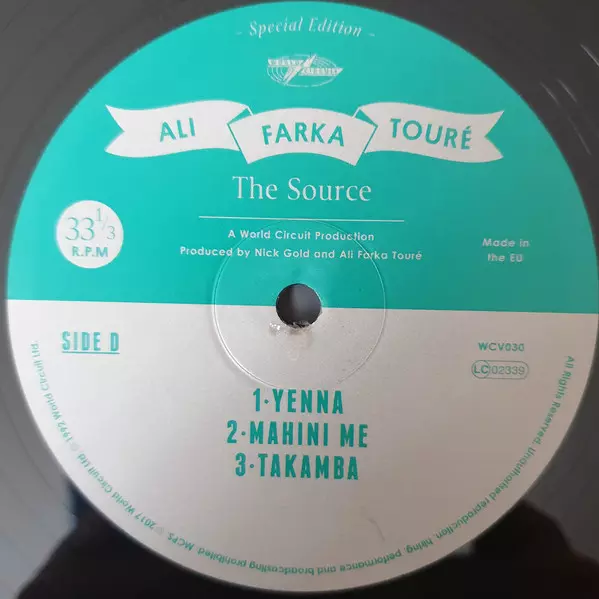 - Special Edition -
WORLD CIRCUIT
ALI FARKA TOURÉ
The Source
A World Circuit Production
Produced by Nick Gold and Ali Farka Touré
33 1/3
R.P.M
Made in
the EU
SIDE D
WCV030
LC 02339
1·YENNA
2·MAHINI ME
3·TAKAMBA
All Rights Reserved. Unauthorised reproduction, hiring, performance and broadcasting prohibited. MCPS. ℗ 2017 World Circuit Ltd. © 1992 World Circuit Ltd